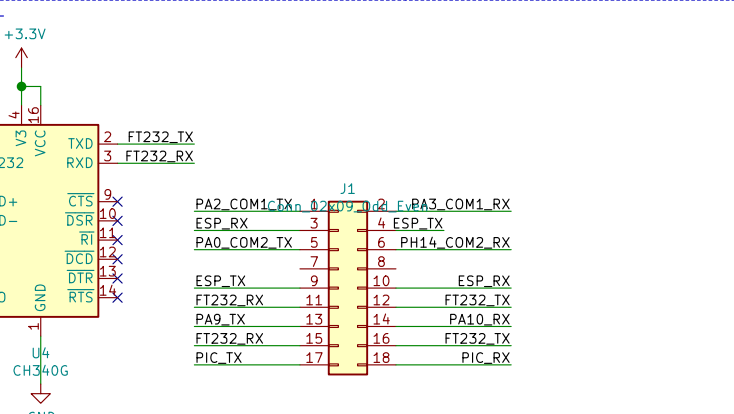 +3.3V
4
16
V3
VCC
TXD 2 FT232_TX
RXD 3 FT232_RX
232
D+
D-
O
CTS 9
DSR 10
RI 11
DCD 12
DTR 13
RTS 14
GND
1
U4
CH340G
GND
J1
Conn_02x09_Odd_Even
PA2_COM1_TX 1 2 PA3_COM1_RX
ESP_RX 3 4 ESP_TX
PA0_COM2_TX 5 6 PH14_COM2_RX
7 8
ESP_TX 9 10 ESP_RX
FT232_RX 11 12 FT232_TX
PA9_TX 13 14 PA10_RX
FT232_RX 15 16 FT232_TX
PIC_TX 17 18 PIC_RX